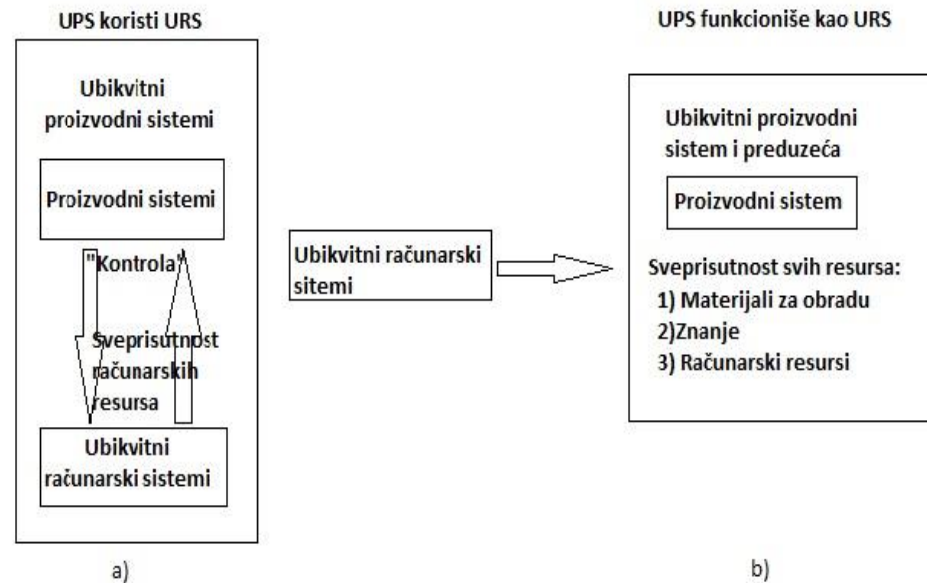 UPS koristi URS
Ubikvitni
proizvodni sistemi
Proizvodni sistemi
"Kontrola"
Sveprisutnost
računarskih
resursa
Ubikvitni
računarski sistemi
a)
Ubikvitni računarski
sitemi
UPS funkcioniše kao URS
Ubikvitni proizvodni
sistem i preduzeća
Proizvodni sistem
Sveprisutnost svih resursa:
1) Materijali za obradu
2)Znanje
3) Računarski resursi
b)